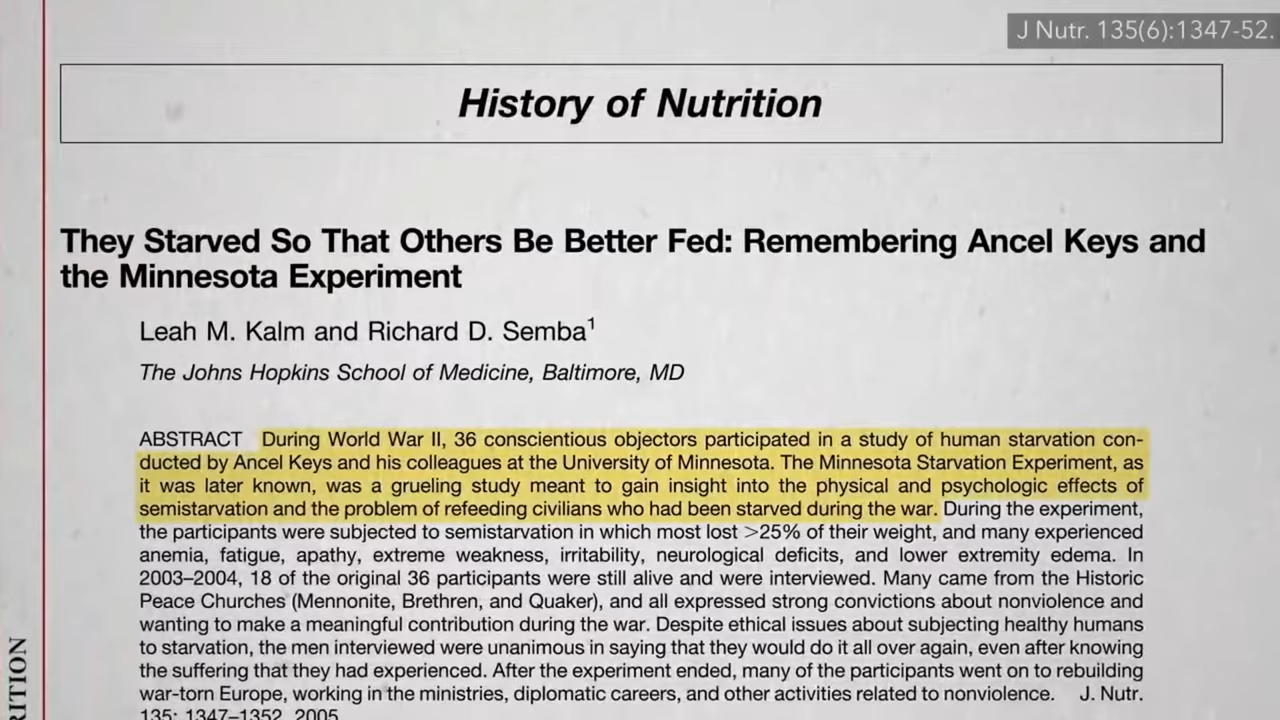 J Nutr. 135(6):1347-52.
History of Nutrition
They Starved So That Others Be Better Fed: Remembering Ancel Keys and
the Minnesota Experiment
Leah M. Kalm and Richard D. Semba1
The Johns Hopkins School of Medicine, Baltimore, MD
ABSTRACT During World War II, 36 conscientious objectors participated in a study of human starvation con-
ducted by Ancel Keys and his colleagues at the University of Minnesota. The Minnesota Starvation Experiment, as
it was later known, was a grueling study meant to gain insight into the physical and psychologic effects of
semistarvation and the problem of refeeding civilians who had been starved during the war. During the experiment,
the participants were subjected to semistarvation in which most lost >25% of their weight, and many experienced
anemia, fatigue, apathy, extreme weakness, irritability, neurological deficits, and lower extremity edema. In
2003–2004, 18 of the original 36 participants were still alive and were interviewed. Many came from the Historic
Peace Churches (Mennonite, Brethren, and Quaker), and all expressed strong convictions about nonviolence and
wanting to make a meaningful contribution during the war. Despite ethical issues about subjecting healthy humans
to starvation, the men interviewed were unanimous in saying that they would do it all over again, even after knowing
the suffering that they had experienced. After the experiment ended, many of the participants went on to rebuilding
war-torn Europe, working in the ministries, diplomatic careers, and other activities related to nonviolence. J. Nutr.
135: 1347–1352, 2005.
RITION